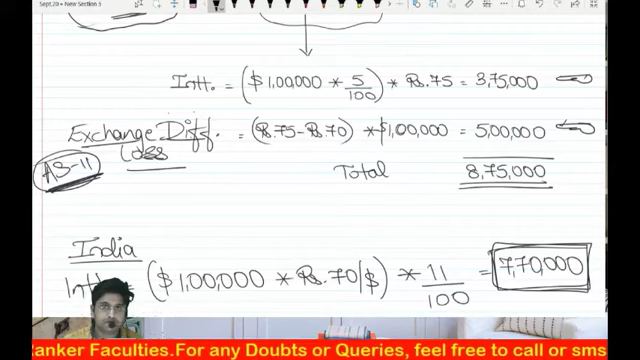 Sept.20 + New Section 3
Intt. = ($1,00,000 * 5/100) * Rs.75 = 3,75,000
Exchange Diff. = (Rs.75-Rs.70) * $1,00,000 = 5,00,000
Loss
AS-11
Total 8,75,000
India
Intt = ($1,00,000 * Rs.70/$) * 11/100 = 7,70,000
Ranker Faculties.For any Doubts or Queries, feel free to call or sms